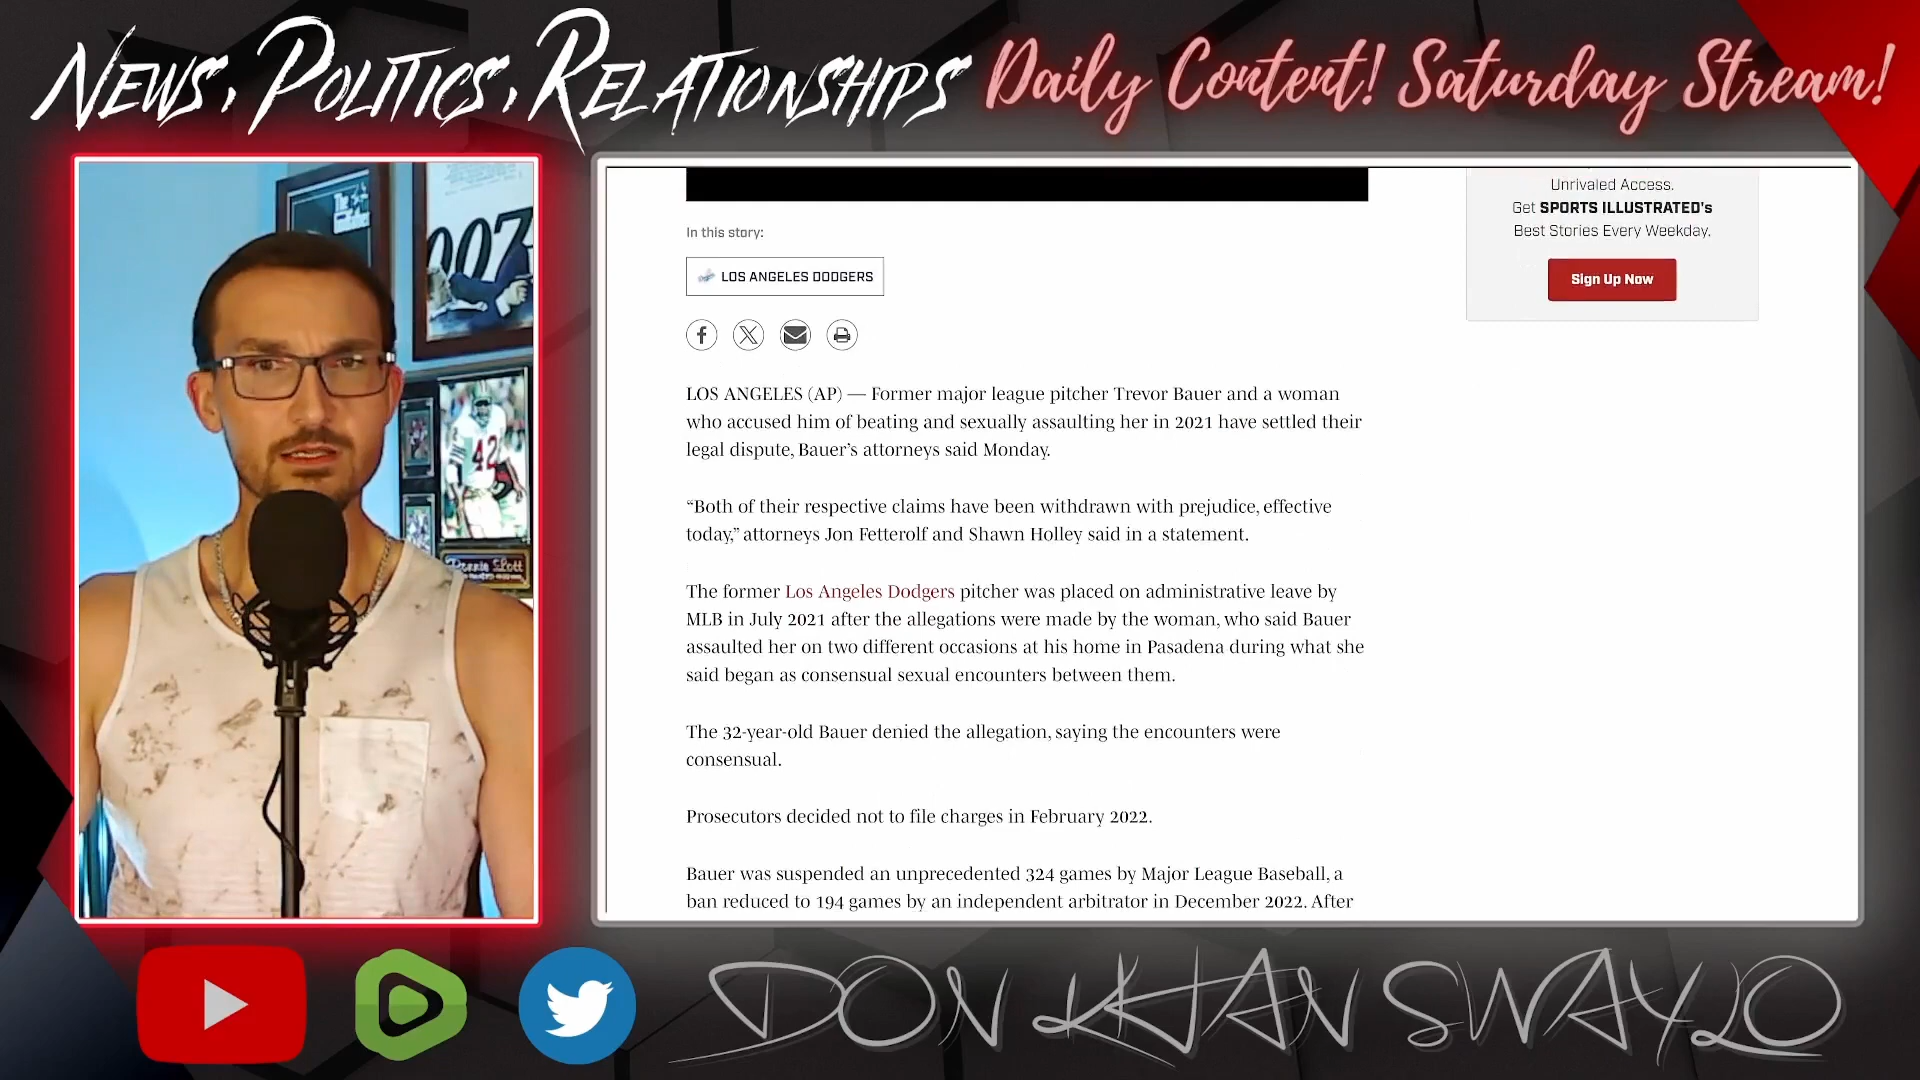 NEWS, POLITICS, RELATIONSHIPS Daily Content! Saturday Stream!
The
007
42
Ronnie Lott
Unrivaled Access.
Get SPORTS ILLUSTRATED's
Best Stories Every Weekday.
Sign Up Now
In this story:
LOS ANGELES DODGERS
LOS ANGELES (AP) — Former major league pitcher Trevor Bauer and a woman
who accused him of beating and sexually assaulting her in 2021 have settled their
legal dispute, Bauer’s attorneys said Monday.
“Both of their respective claims have been withdrawn with prejudice, effective
today,” attorneys Jon Fetterolf and Shawn Holley said in a statement.
The former Los Angeles Dodgers pitcher was placed on administrative leave by
MLB in July 2021 after the allegations were made by the woman, who said Bauer
assaulted her on two different occasions at his home in Pasadena during what she
said began as consensual sexual encounters between them.
The 32-year-old Bauer denied the allegation, saying the encounters were
consensual.
Prosecutors decided not to file charges in February 2022.
Bauer was suspended an unprecedented 324 games by Major League Baseball, a
ban reduced to 194 games by an independent arbitrator in December 2022. After
DON KHAN SWAYLO